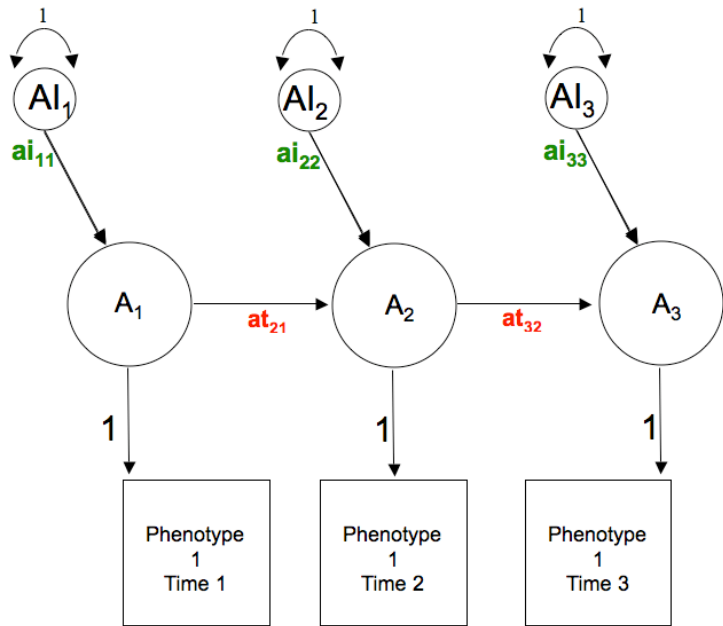 1 1 1
AI₁ AI₂ AI₃
ai₁₁ ai₂₂ ai₃₃
A₁ A₂ A₃
at₂₁ at₃₂
1 1 1
Phenotype
1
Time 1
Phenotype
1
Time 2
Phenotype
1
Time 3